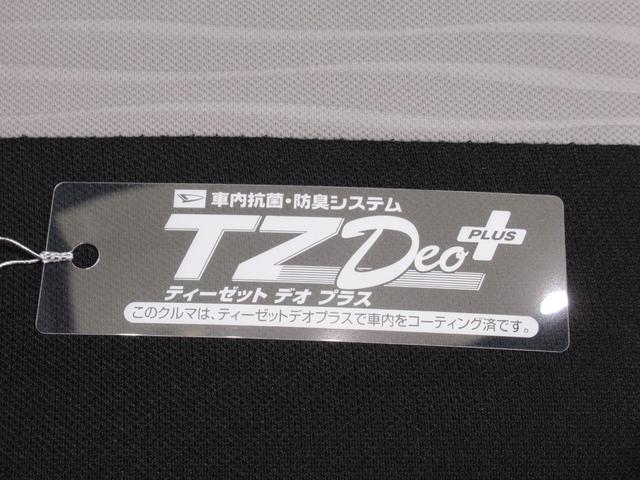 車内抗菌・防臭システム
TZ Deo PLUS
ティーゼット デオ プラス
このクルマは、ティーゼットデオプラスで車内をコーティング済です。